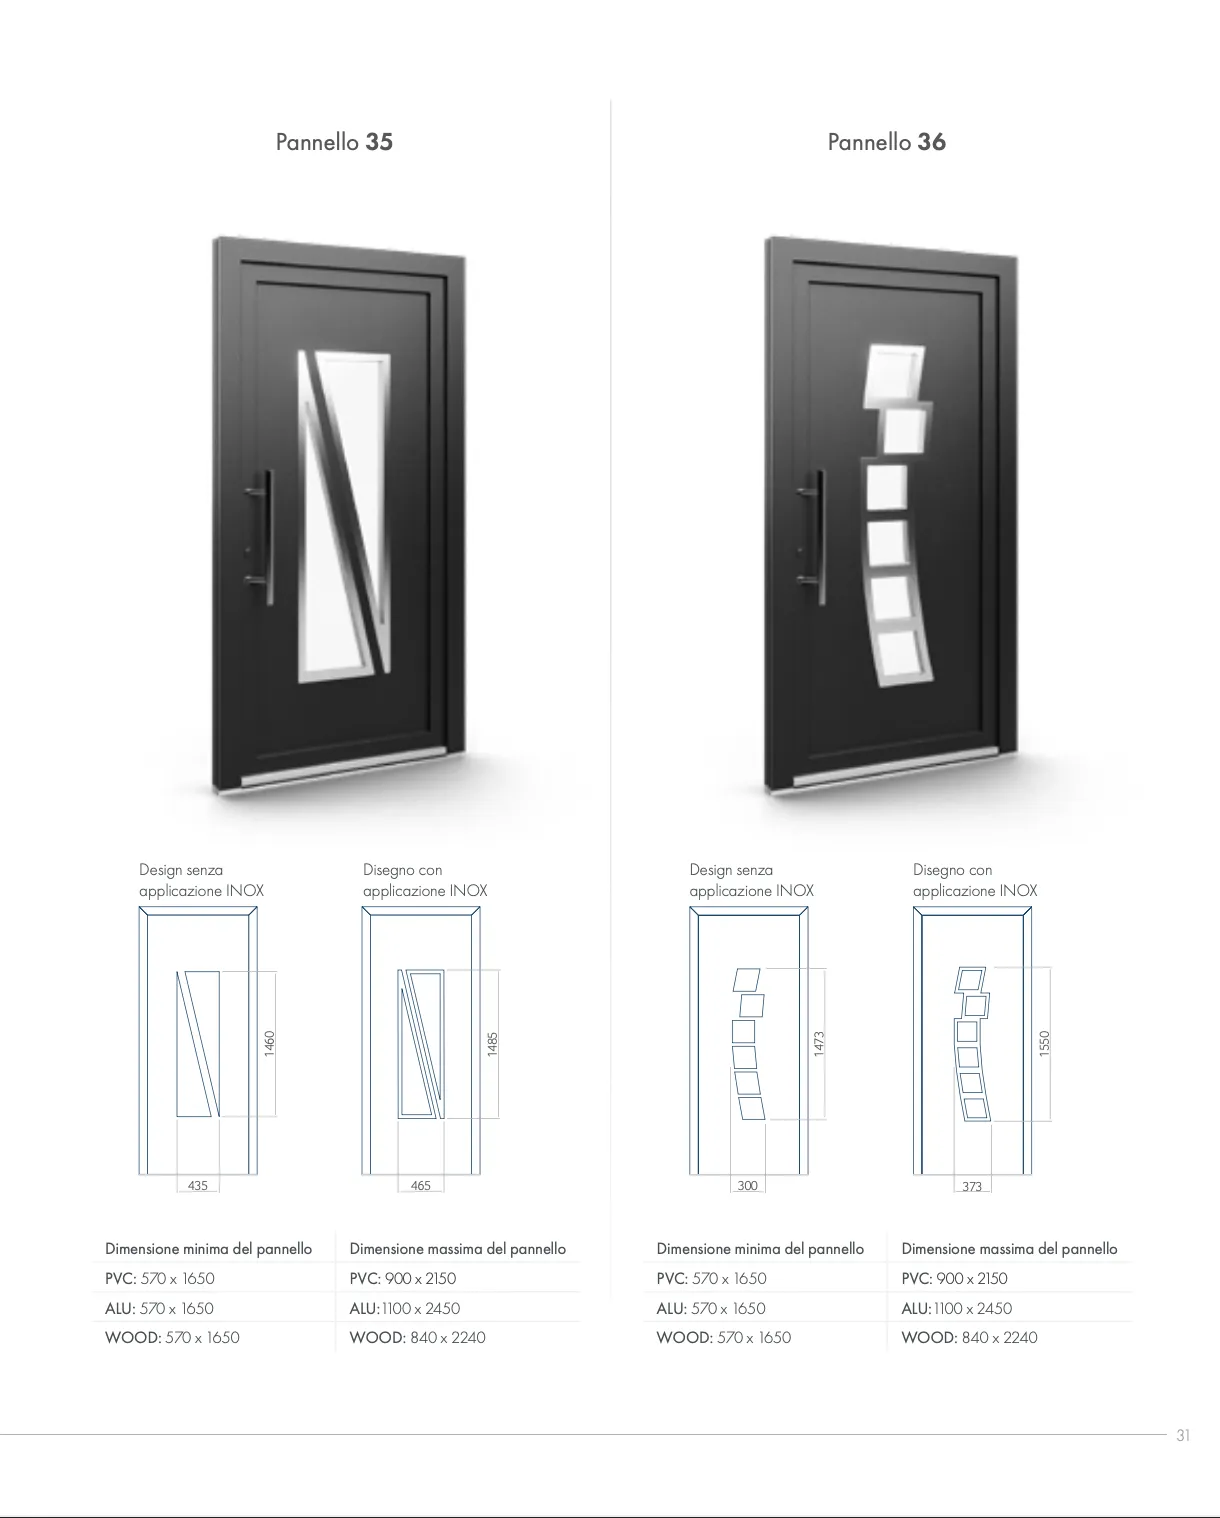 Pannello 35
Design senza
applicazione INOX
Disegno con
applicazione INOX
1460
1485
435
465
Dimensione minima del pannello
Dimensione massima del pannello
PVC: 570 x 1650
PVC: 900 x 2150
ALU: 570 x 1650
ALU:1100 x 2450
WOOD: 570 x 1650
WOOD: 840 x 2240
Pannello 36
Design senza
applicazione INOX
Disegno con
applicazione INOX
1473
1550
300
373
Dimensione minima del pannello
Dimensione massima del pannello
PVC: 570 x 1650
PVC: 900 x 2150
ALU: 570 x 1650
ALU:1100 x 2450
WOOD: 570 x 1650
WOOD: 840 x 2240
31